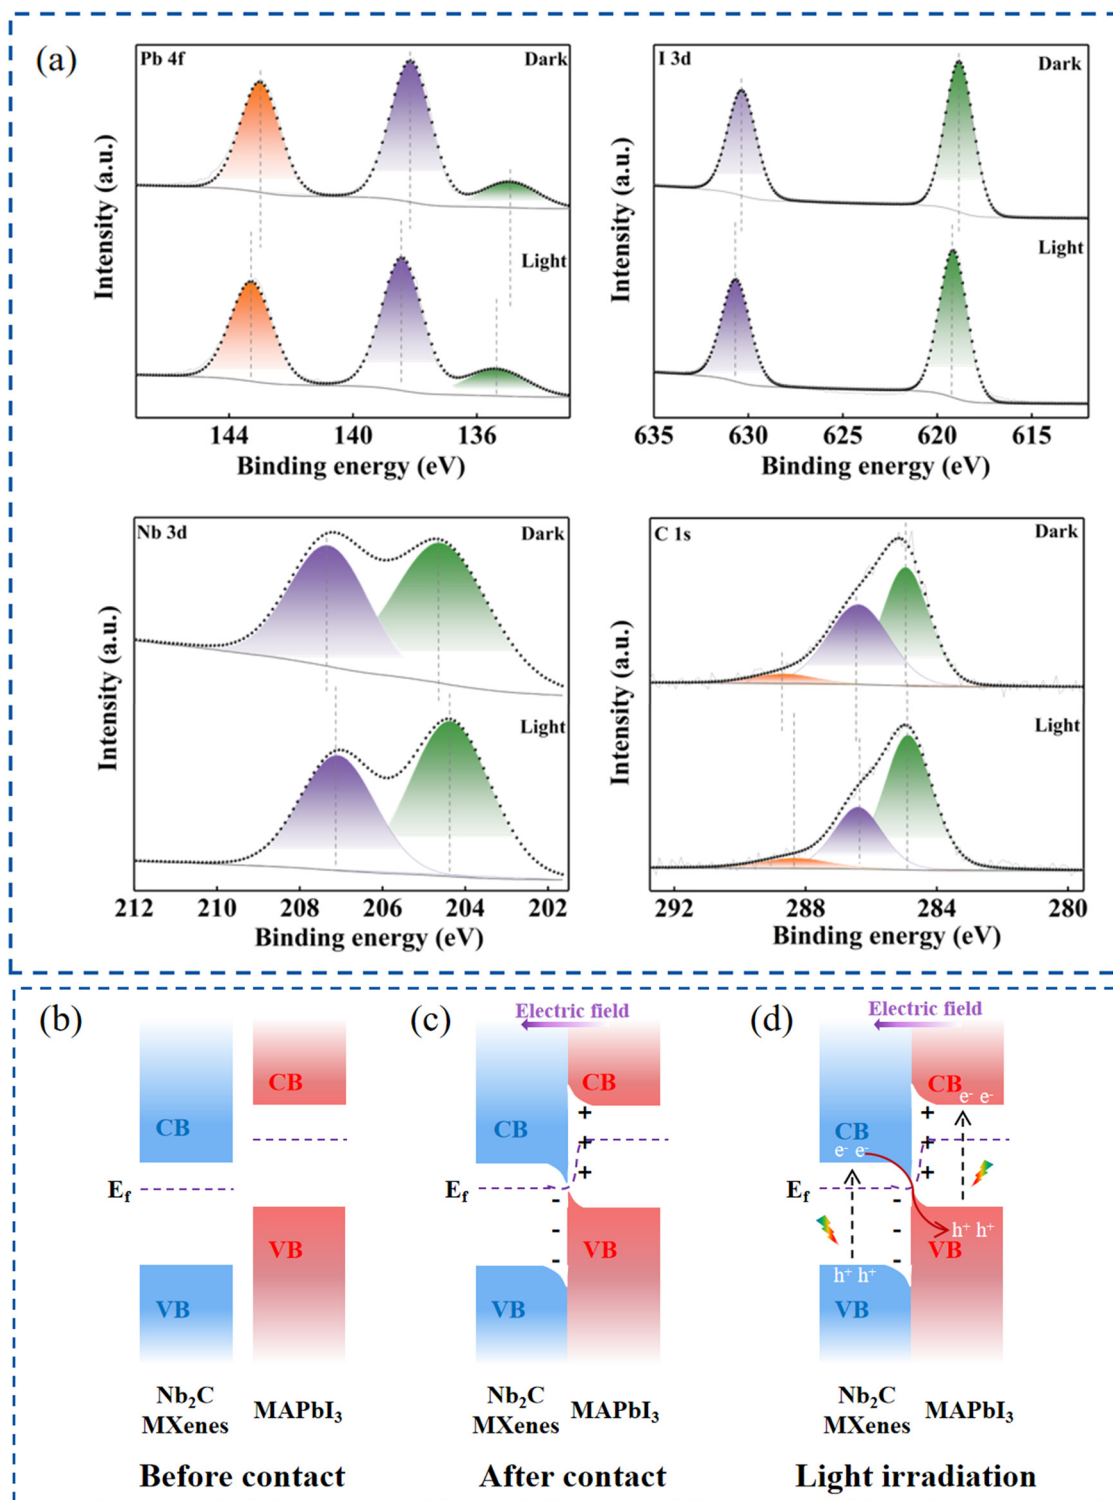 (a)
Pb 4f
Dark
Light
Intensity (a.u.)
144 140 136
Binding energy (eV)
I 3d
Dark
Light
Intensity (a.u.)
635 630 625 620 615
Binding energy (eV)
Nb 3d
Dark
Light
Intensity (a.u.)
212 210 208 206 204 202
Binding energy (eV)
C 1s
Dark
Light
Intensity (a.u.)
292 288 284 280
Binding energy (eV)
(b)
CB
CB
E_f
VB
VB
Nb₂C
MXenes
MAPbI₃
Before contact
(c)
Electric field
CB
CB
+
+
+
E_f
-
-
-
VB
VB
Nb₂C
MXenes
MAPbI₃
After contact
(d)
Electric field
CB
e⁻ e⁻
CB
+
+
+
e⁻ e⁻
E_f
-
-
-
h⁺ h⁺
VB
h⁺ h⁺
VB
Nb₂C
MXenes
MAPbI₃
Light irradiation